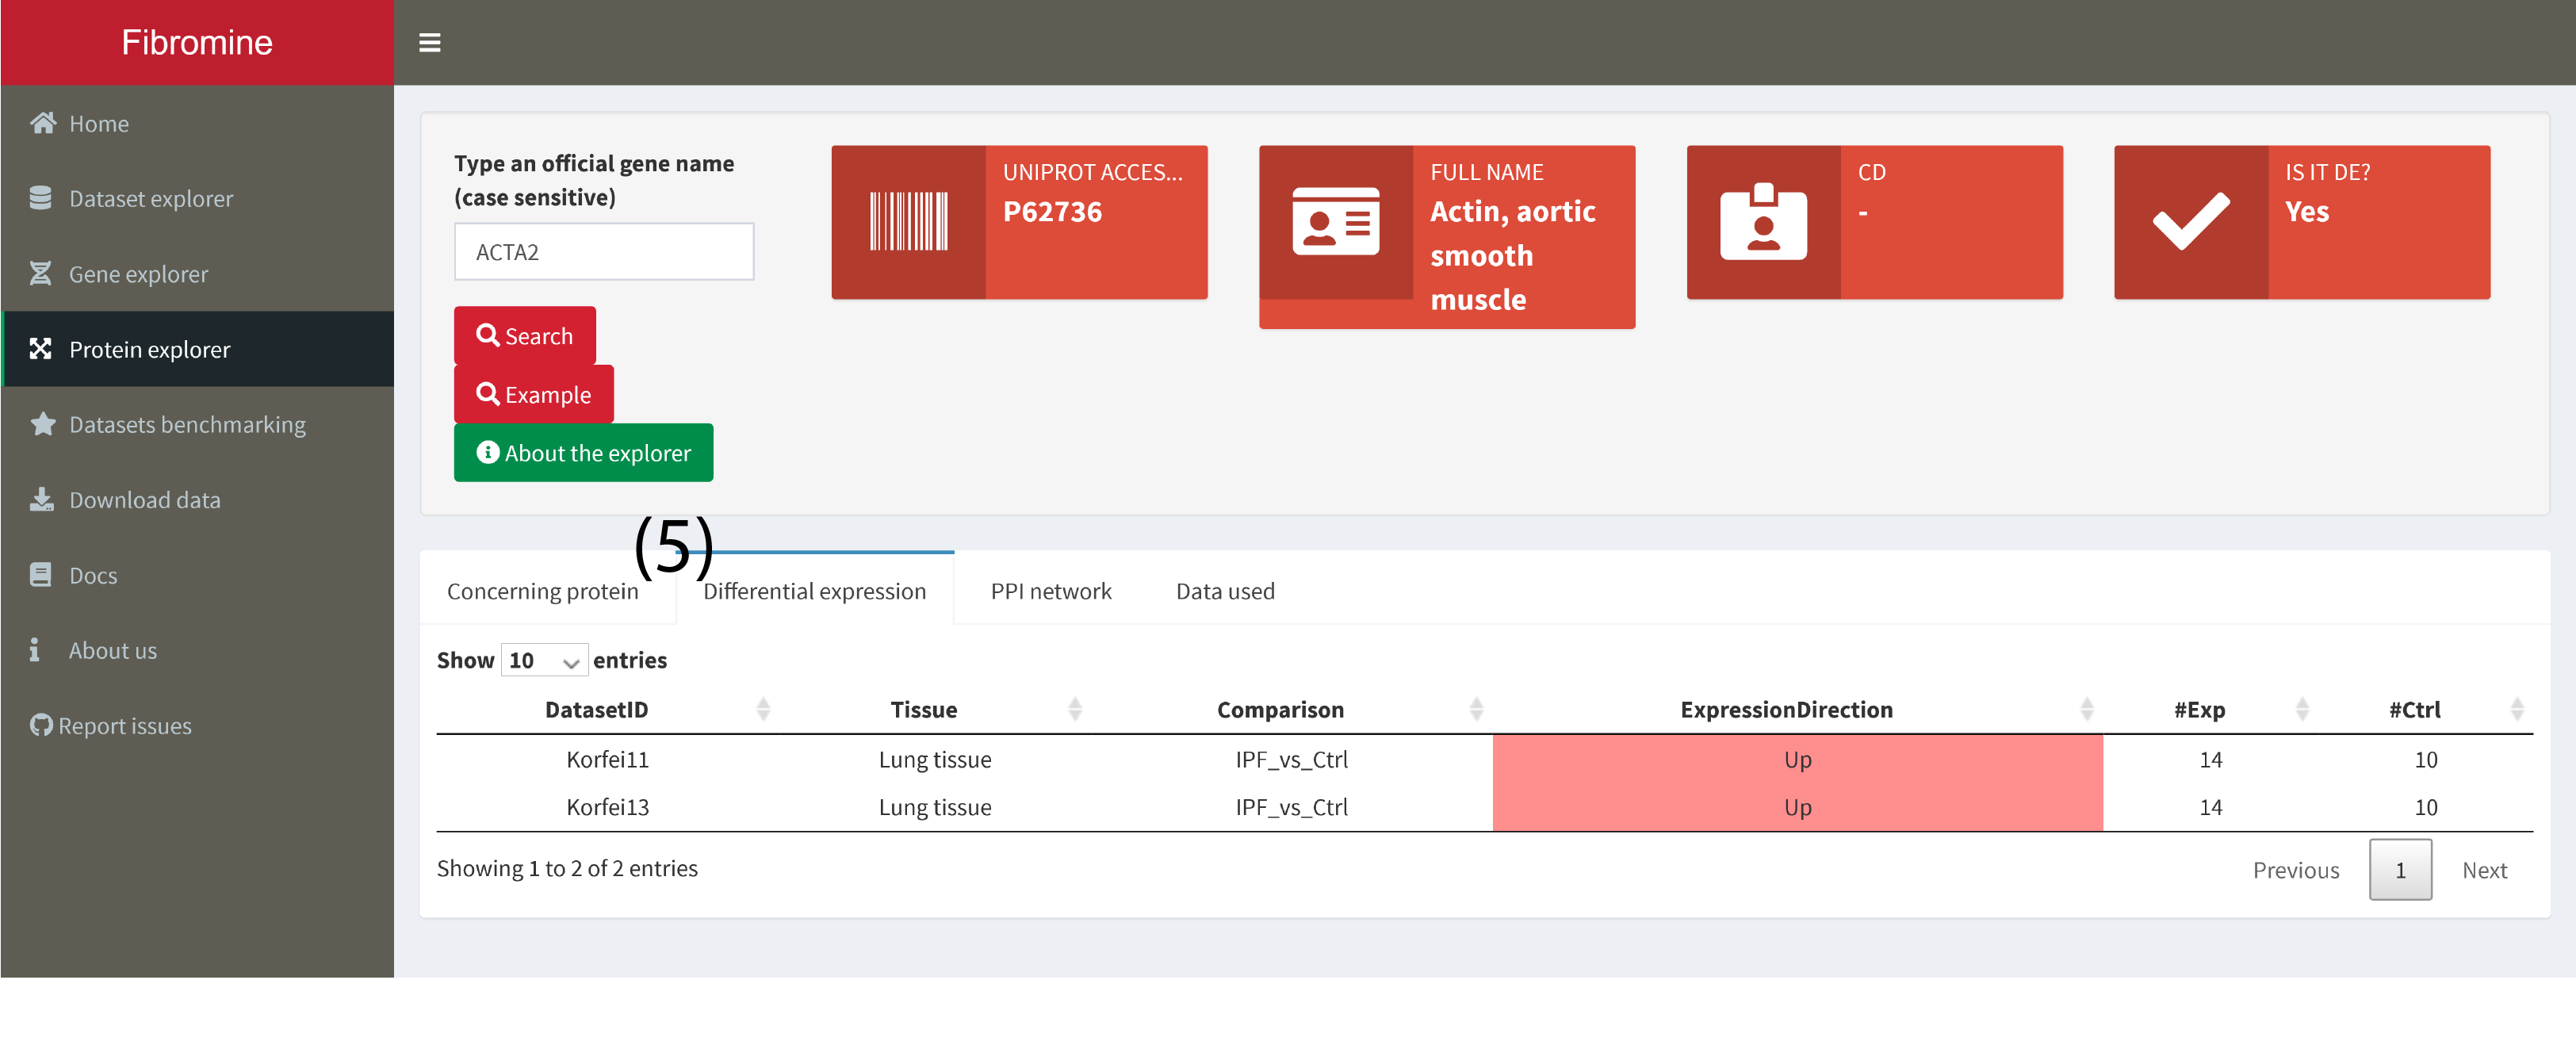 Fibromine
Home
Dataset explorer
Gene explorer
Protein explorer
Datasets benchmarking
Download data
Docs
About us
Report issues
Type an official gene name
(case sensitive)
ACTA2
Search
Example
About the explorer
UNIPROT ACCES...
P62736
FULL NAME
Actin, aortic
smooth
muscle
CD
-
IS IT DE?
Yes
(5)
Concerning protein Differential expression PPI network Data used
Show 10 entries
DatasetID Tissue Comparison ExpressionDirection #Exp #Ctrl
Korfei11 Lung tissue IPF_vs_Ctrl Up 14 10
Korfei13 Lung tissue IPF_vs_Ctrl Up 14 10
Showing 1 to 2 of 2 entries
Previous 1 Next